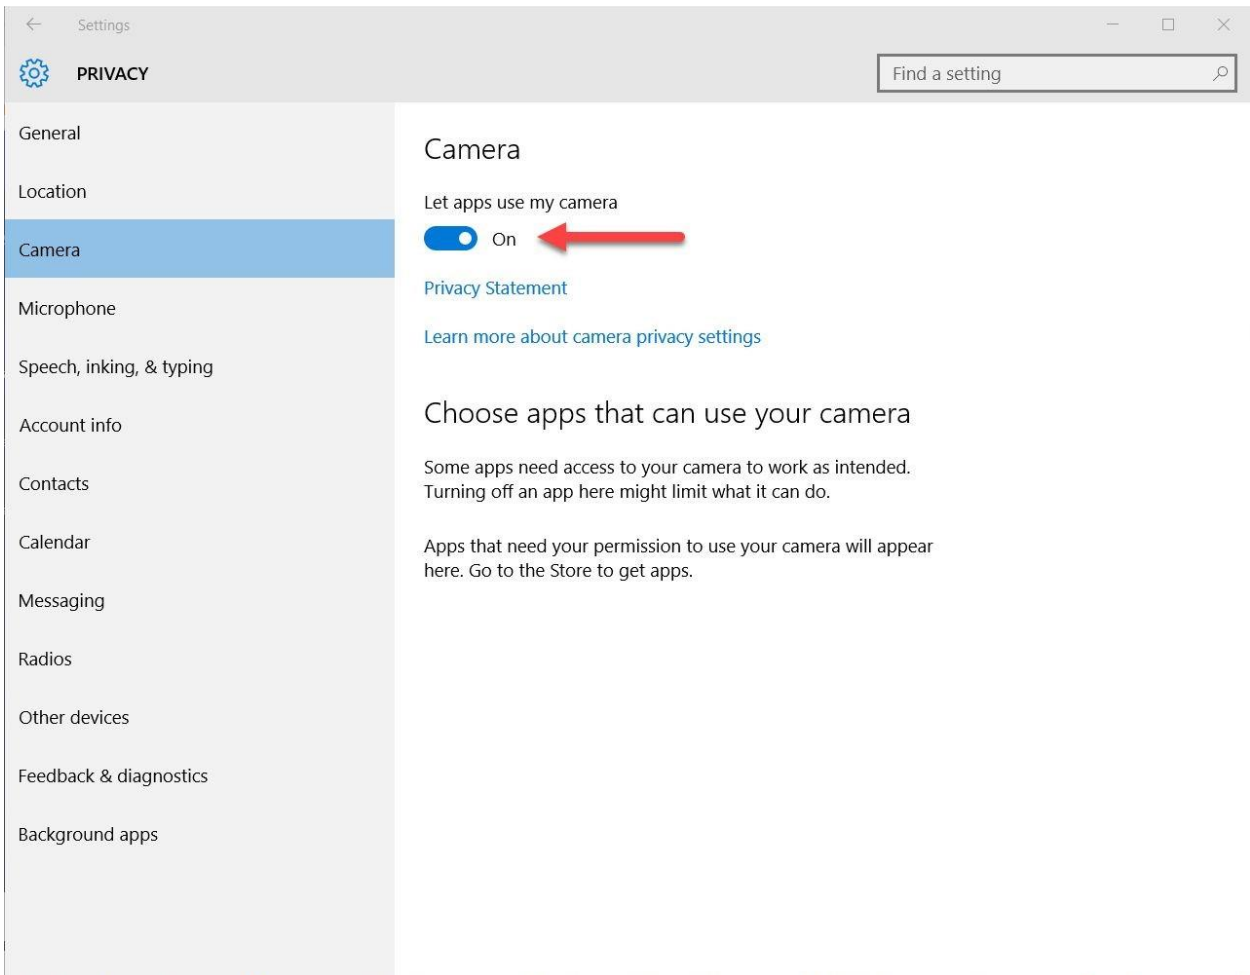 Settings
PRIVACY
Find a setting
General
Location
Camera
Microphone
Speech, inking, & typing
Account info
Contacts
Calendar
Messaging
Radios
Other devices
Feedback & diagnostics
Background apps
Camera
Let apps use my camera
On
Privacy Statement
Learn more about camera privacy settings
Choose apps that can use your camera
Some apps need access to your camera to work as intended.
Turning off an app here might limit what it can do.
Apps that need your permission to use your camera will appear
here. Go to the Store to get apps.